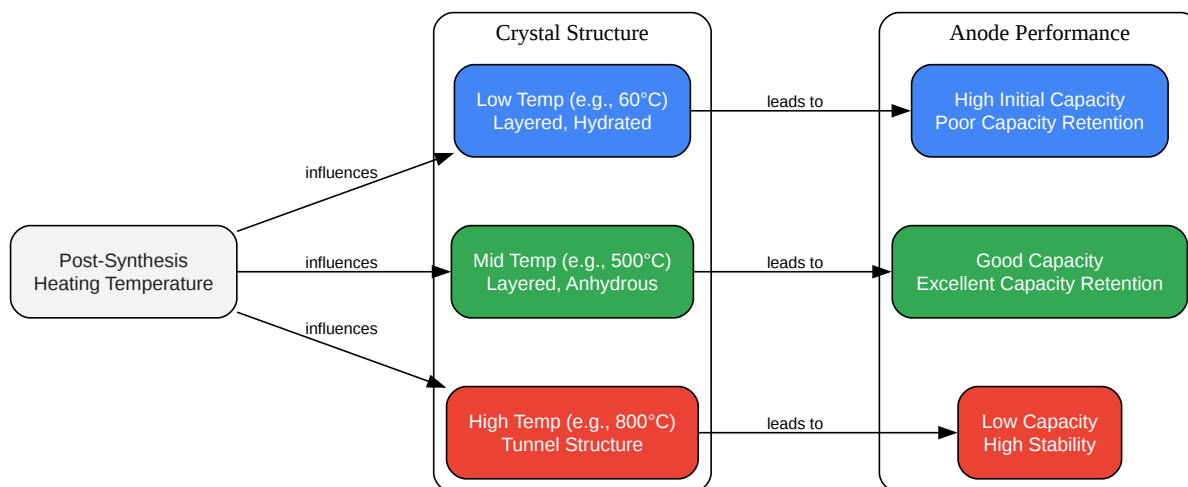 Crystal Structure
Anode Performance
Low Temp (e.g., 60°C)
Layered, Hydrated
leads to
High Initial Capacity
Poor Capacity Retention
influences
Post-Synthesis
Heating Temperature
influences
Mid Temp (e.g., 500°C)
Layered, Anhydrous
leads to
Good Capacity
Excellent Capacity Retention
influences
High Temp (e.g., 800°C)
Tunnel Structure
leads to
Low Capacity
High Stability